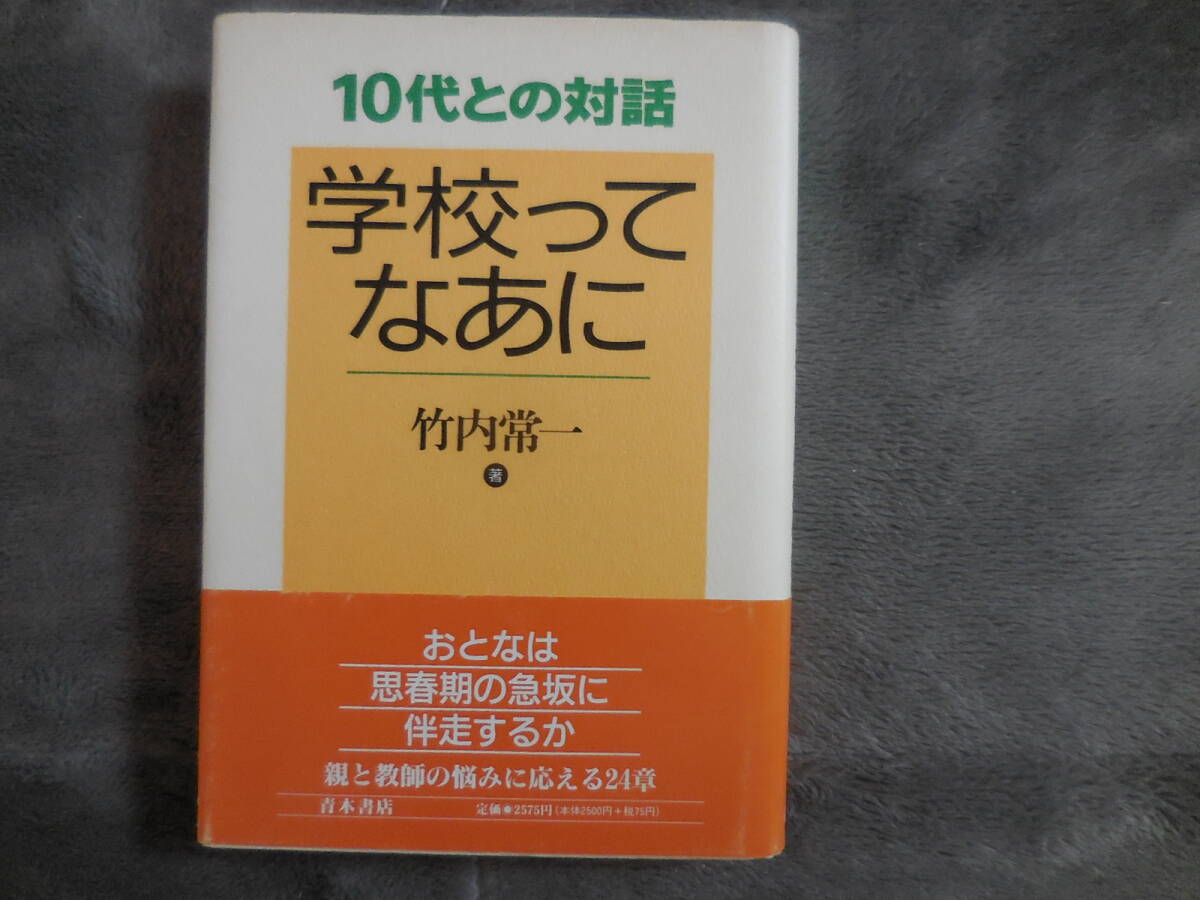 10代との対話
学校って
なあに
竹内常一
著
おとなは
思春期の急坂に
伴走するか
親と教師の悩みに応える24章
青木書店 定価●2575円(本体2500円+税75円)